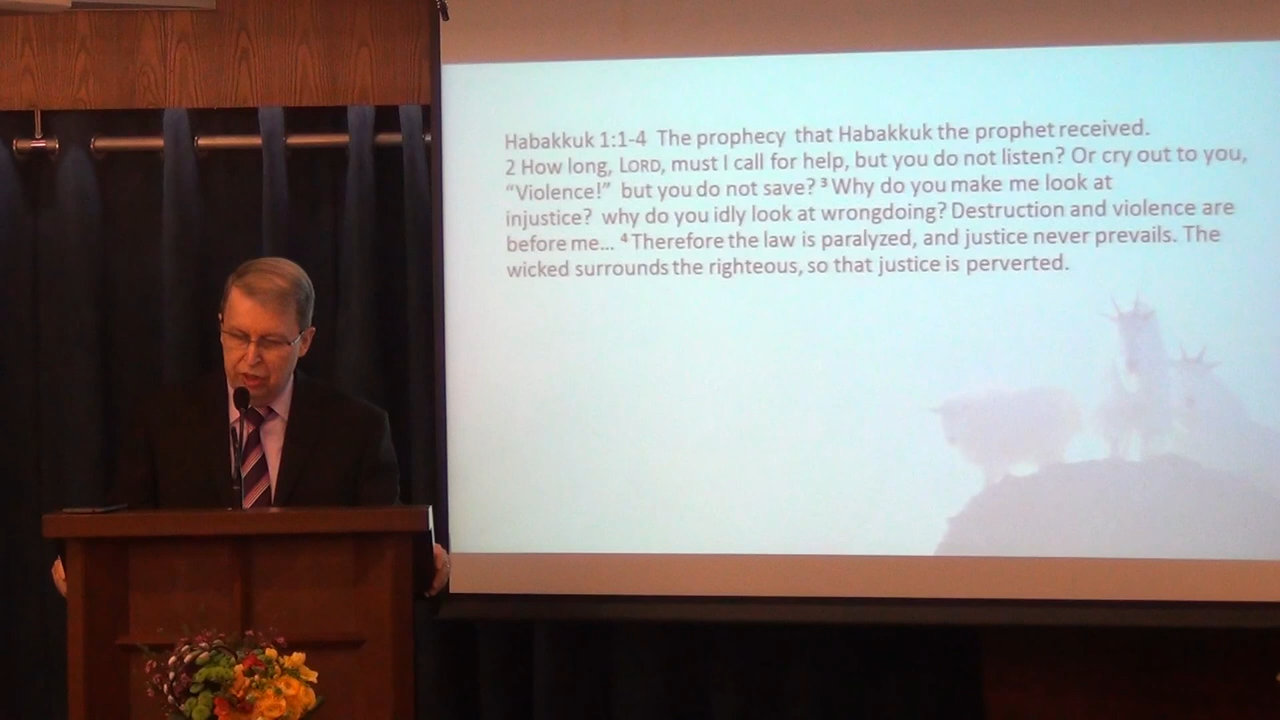 Habakkuk 1:1-4 The prophecy that Habakkuk the prophet received.
2 How long, LORD, must I call for help, but you do not listen? Or cry out to you,
“Violence!” but you do not save? ³ Why do you make me look at
injustice? why do you idly look at wrongdoing? Destruction and violence are
before me... ⁴ Therefore the law is paralyzed, and justice never prevails. The
wicked surrounds the righteous, so that justice is perverted.